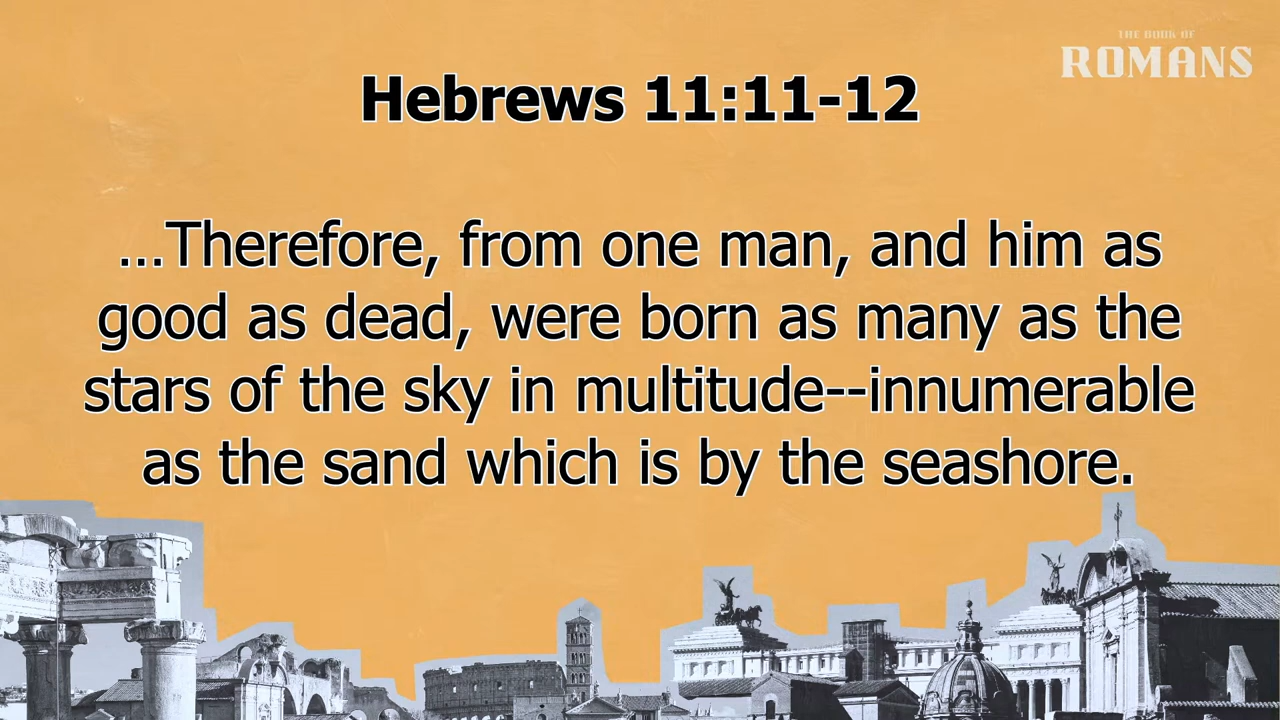 THE BOOK OF
ROMANS
Hebrews 11:11-12
...Therefore, from one man, and him as
good as dead, were born as many as the
stars of the sky in multitude--innumerable
as the sand which is by the seashore.